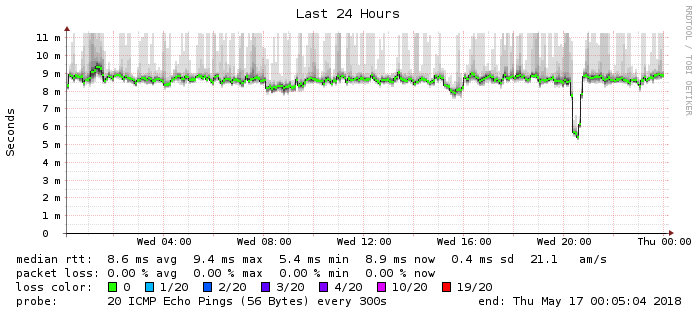 Last 24 Hours
RRDTOOL / TOBI OETIKER
Seconds
11 m
10 m
9 m
8 m
7 m
6 m
5 m
4 m
3 m
2 m
1 m
0
Wed 04:00 Wed 08:00 Wed 12:00 Wed 16:00 Wed 20:00 Thu 00:00
median rtt: 8.6 ms avg 9.4 ms max 5.4 ms min 8.9 ms now 0.4 ms sd 21.1 am/s
packet loss: 0.00 % avg 0.00 % max 0.00 % min 0.00 % now
loss color: 0 1/20 2/20 3/20 4/20 10/20 19/20
probe: 20 ICMP Echo Pings (56 Bytes) every 300s end: Thu May 17 00:05:04 2018